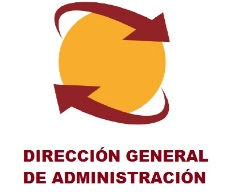 DIRECCIÓN GENERAL
DE ADMINISTRACIÓN